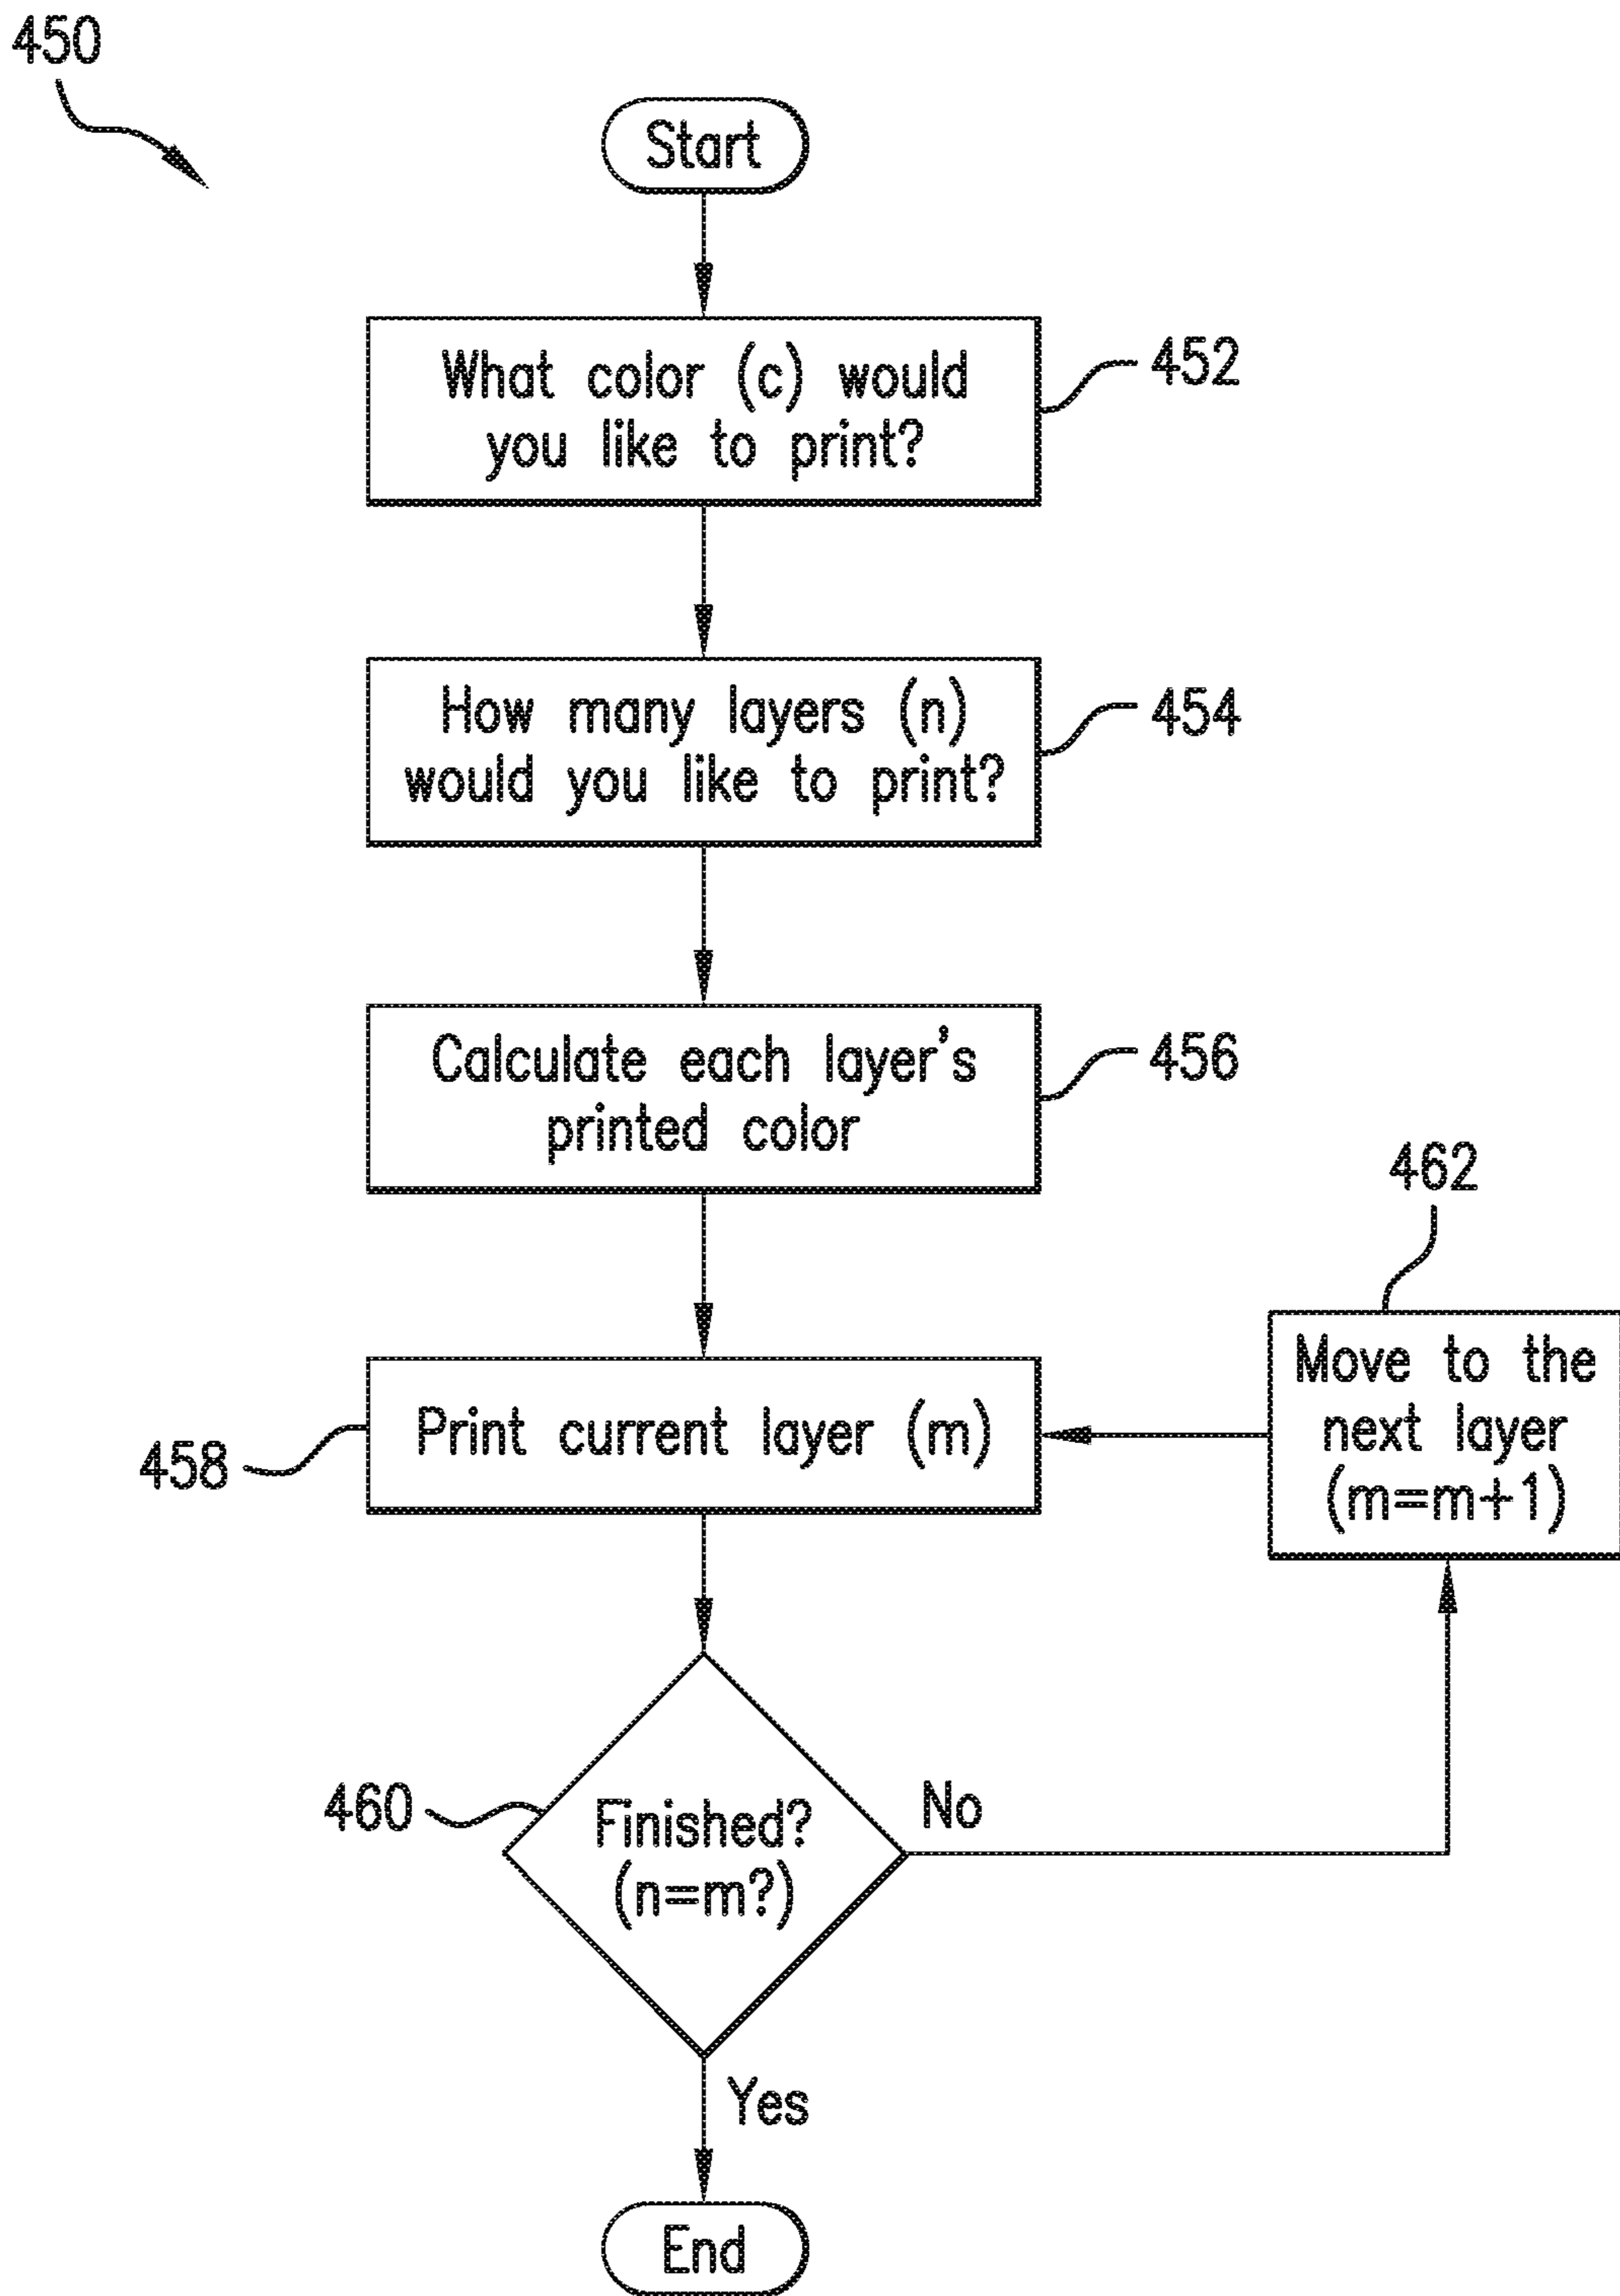 450
Start
What color (c) would
you like to print?
452
How many layers (n)
would you like to print?
454
Calculate each layer's
printed color
456
462
Move to the
next layer
(m=m+1)
Print current layer (m)
458
460
Finished?
(n=m?)
No
Yes
End